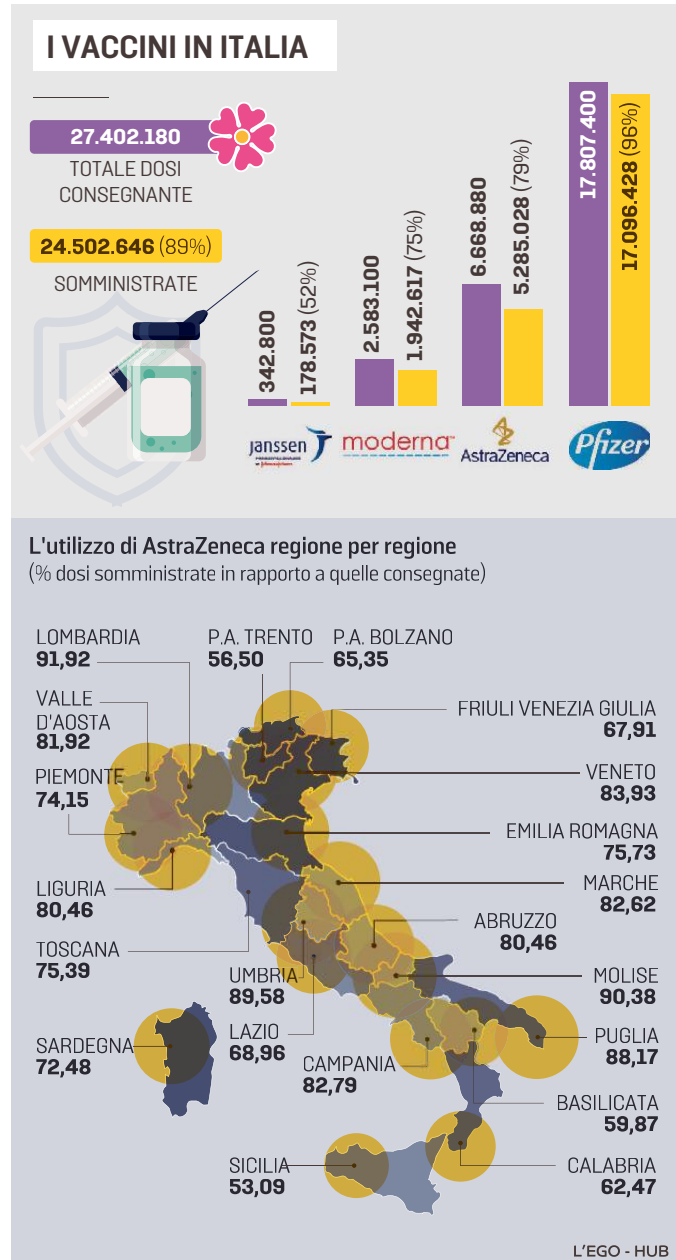 I VACCINI IN ITALIA
27.402.180
TOTALE DOSI
CONSEGNANTE
24.502.646 (89%)
SOMMINISTRATE
342.800
178.573 (52%)
2.583.100
1.942.617 (75%)
6.668.880
5.285.028 (79%)
17.807.400
17.096.428 (96%)
janssen
moderna
AstraZeneca
Pfizer
L'utilizzo di AstraZeneca regione per regione
(% dosi somministrate in rapporto a quelle consegnate)
LOMBARDIA
91,92
P.A. TRENTO
56,50
P.A. BOLZANO
65,35
VALLE
D'AOSTA
81,92
FRIULI VENEZIA GIULIA
67,91
PIEMONTE
74,15
VENETO
83,93
EMILIA ROMAGNA
75,73
LIGURIA
80,46
MARCHE
82,62
ABRUZZO
80,46
TOSCANA
75,39
UMBRIA
89,58
MOLISE
90,38
LAZIO
68,96
SARDEGNA
72,48
PUGLIA
88,17
CAMPANIA
82,79
BASILICATA
59,87
SICILIA
53,09
CALABRIA
62,47
L'EGO - HUB